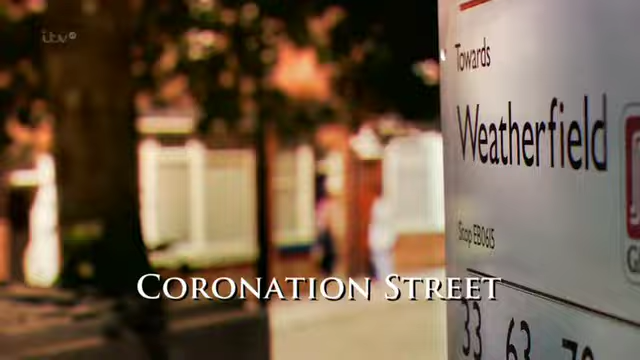 itv
Towards
Weatherfield
Stop EB0615
CORONATION STREET
33 63